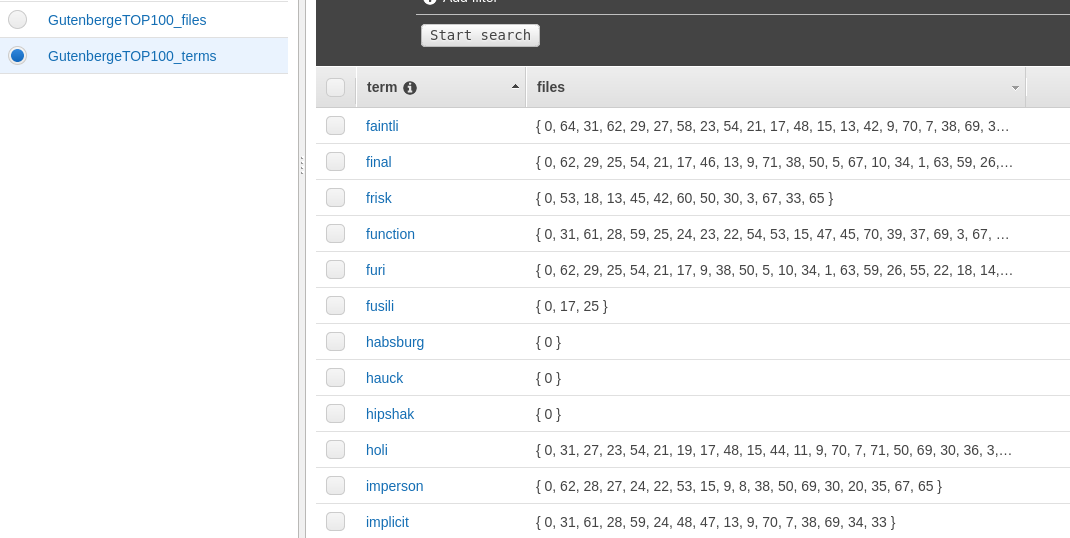 Add filter
GutenbergeTOP100_files
GutenbergeTOP100_terms
Start search
term files
faintli { 0, 64, 31, 62, 29, 27, 58, 23, 54, 21, 17, 48, 15, 13, 42, 9, 70, 7, 38, 69, 3…
final { 0, 62, 29, 25, 54, 21, 17, 46, 13, 9, 71, 38, 50, 5, 67, 10, 34, 1, 63, 59, 26,…
frisk { 0, 53, 18, 13, 45, 42, 60, 50, 30, 3, 67, 33, 65 }
function { 0, 31, 61, 28, 59, 25, 24, 23, 22, 54, 53, 15, 47, 45, 70, 39, 37, 69, 3, 67, …
furi { 0, 62, 29, 25, 54, 21, 17, 9, 38, 50, 5, 10, 34, 1, 63, 59, 26, 55, 22, 18, 14,…
fusili { 0, 17, 25 }
habsburg { 0 }
hauck { 0 }
hipshak { 0 }
holi { 0, 31, 27, 23, 54, 21, 19, 17, 48, 15, 44, 11, 9, 70, 7, 71, 50, 69, 30, 36, 3,…
imperson { 0, 62, 28, 27, 24, 22, 53, 15, 9, 8, 38, 50, 69, 30, 20, 35, 67, 65 }
implicit { 0, 31, 61, 28, 59, 24, 48, 47, 13, 9, 70, 7, 38, 69, 34, 33 }